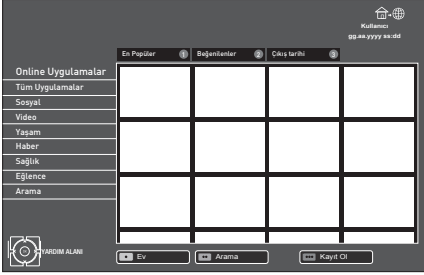 Kullanıcı
gg.aa.yyyy ss:dd
En Popüler 1 Beğenilenler 2 Çıkış tarihi 3
Online Uygulamalar
Tüm Uygulamalar
Sosyal
Video
Yaşam
Haber
Sağlık
Eğlence
Arama
YARDIM ALANI
Ev
Arama
Kayıt Ol